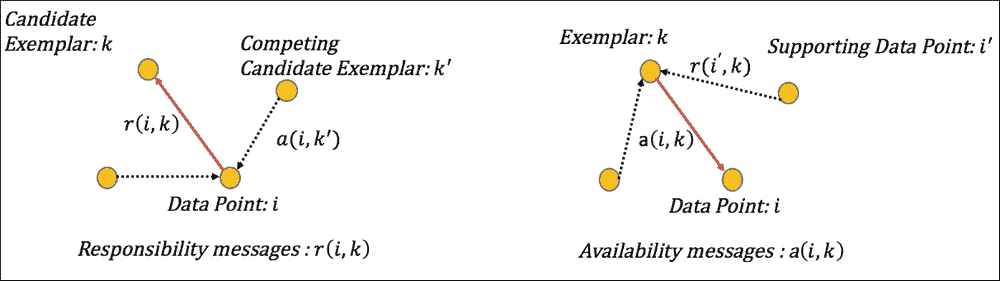 Candidate
Exemplar: k
Competing
Candidate Exemplar: k′
r(i, k)
a(i, k′)
Data Point: i
Responsibility messages : r(i, k)
Exemplar: k
Supporting Data Point: i′
r(i′, k)
a(i, k)
Data Point: i
Availability messages : a(i, k)